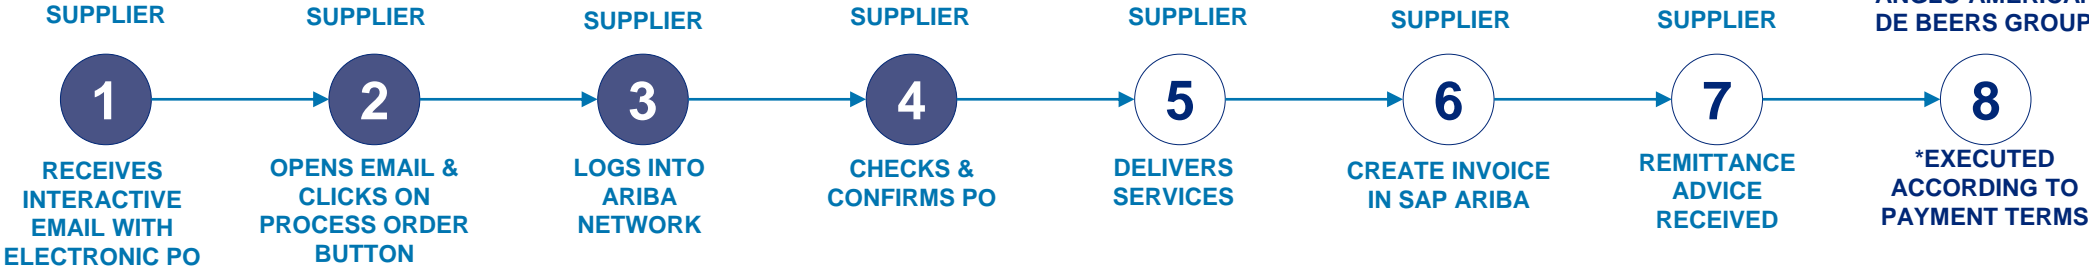 SUPPLIER
1
RECEIVES
INTERACTIVE
EMAIL WITH
ELECTRONIC PO
SUPPLIER
2
OPENS EMAIL &
CLICKS ON
PROCESS ORDER
BUTTON
SUPPLIER
3
LOGS INTO
ARIBA
NETWORK
SUPPLIER
4
CHECKS &
CONFIRMS PO
SUPPLIER
5
DELIVERS
SERVICES
SUPPLIER
6
CREATE INVOICE
IN SAP ARIBA
SUPPLIER
7
REMITTANCE
ADVICE
RECEIVED
DE BEERS GROUP
8
*EXECUTED
ACCORDING TO
PAYMENT TERMS